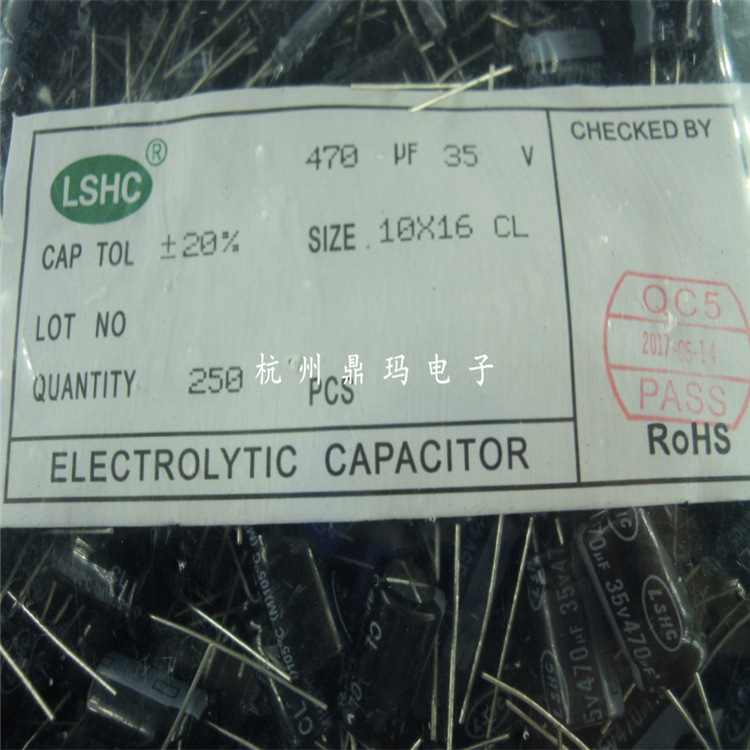 LSHC ®
470 µF 35 V
CHECKED BY
CAP TOL ±20%
SIZE 10X16 CL
LOT NO
QC5
2017-05-14
PASS
QUANTITY 250 PCS
杭州鼎玛电子
RoHS
ELECTROLYTIC CAPACITOR
35V470µF
LSHC
CL